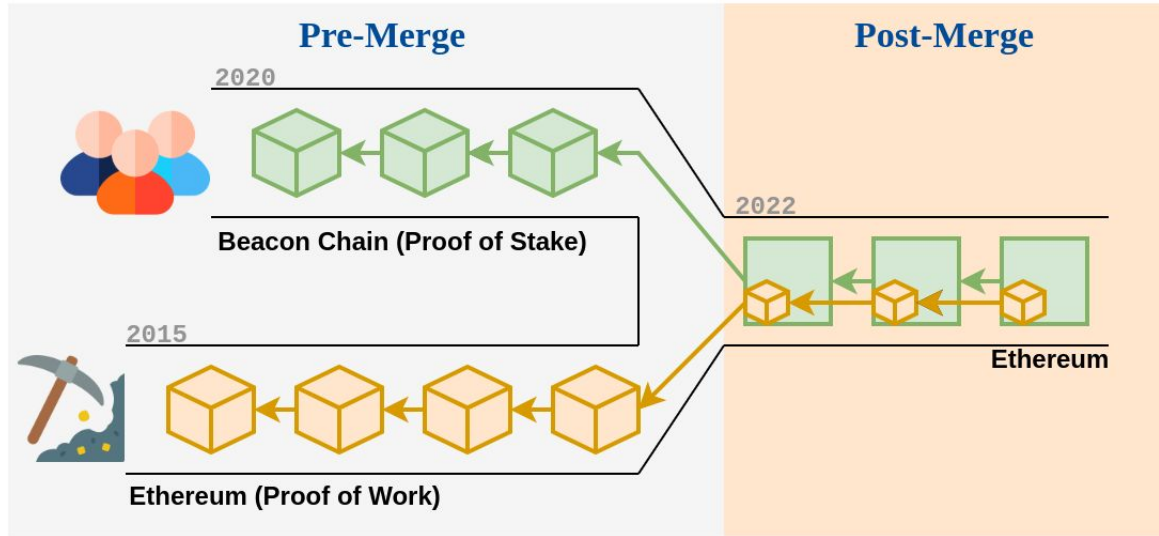 Pre-Merge
Post-Merge
2020
2022
Beacon Chain (Proof of Stake)
2015
Ethereum
Ethereum (Proof of Work)